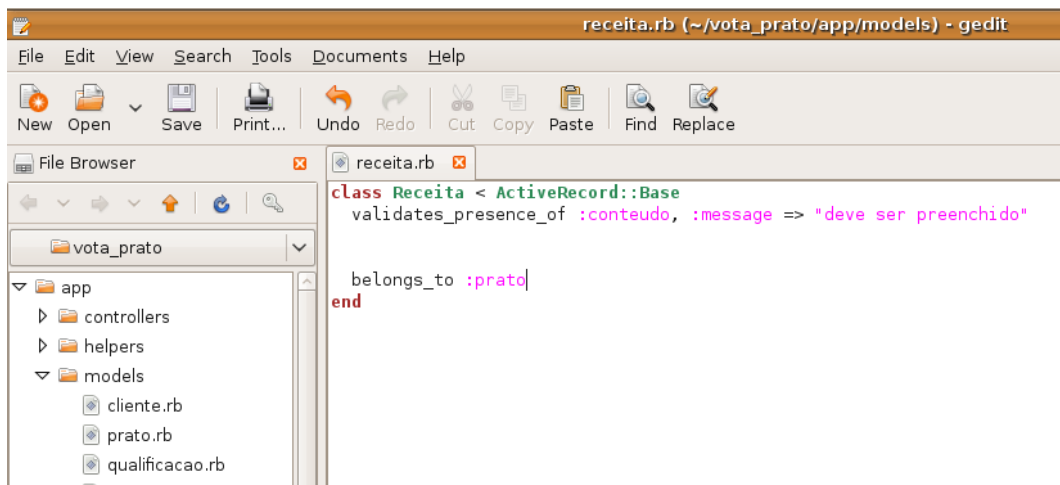 receita.rb (~/vota_prato/app/models) - gedit
File Edit View Search Tools Documents Help
New Open Save Print... Undo Redo Cut Copy Paste Find Replace
File Browser
receita.rb
vota_prato
app
controllers
helpers
models
cliente.rb
prato.rb
qualificacao.rb
class Receita < ActiveRecord::Base
validates_presence_of :conteudo, :message => "deve ser preenchido"
belongs_to :prato
end